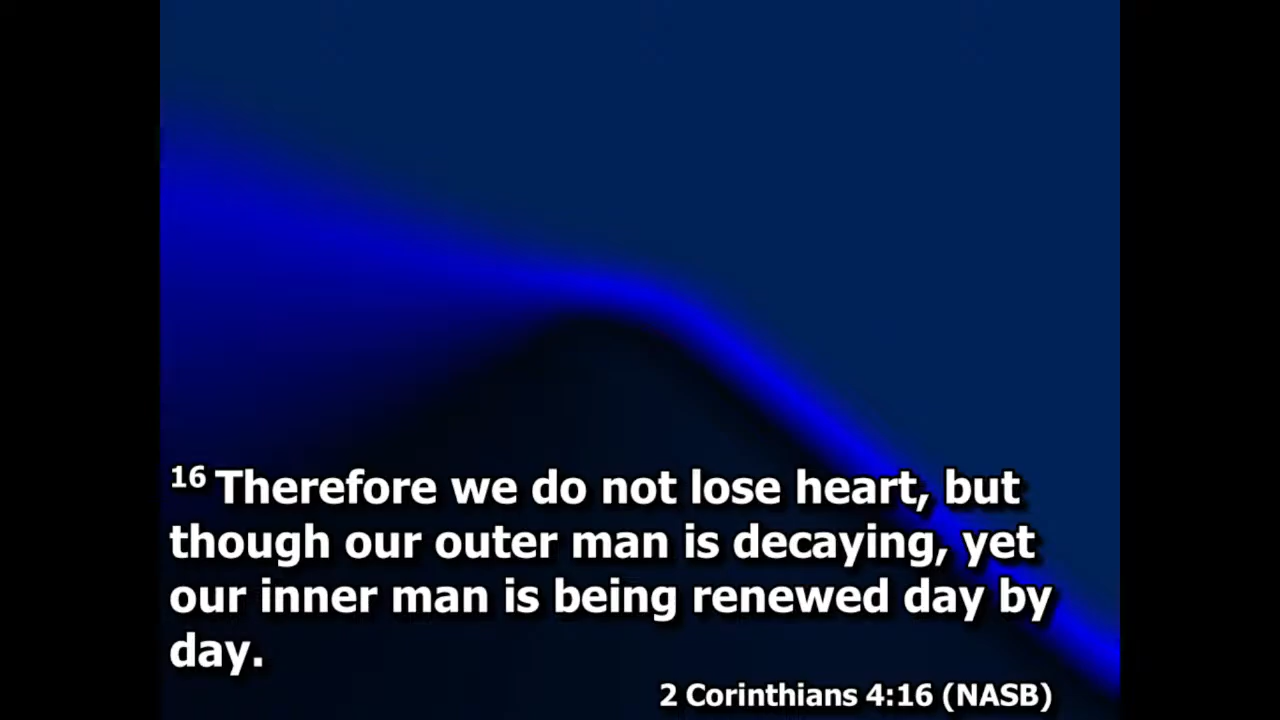 16 Therefore we do not lose heart, but
though our outer man is decaying, yet
our inner man is being renewed day by
day.
2 Corinthians 4:16 (NASB)